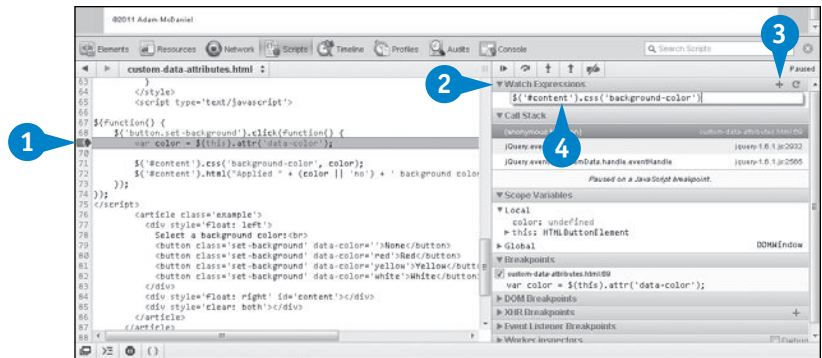 ©2011 Adam McDaniel
Elements Resources Network Scripts Timeline Profiles Audits Console Search Scripts
custom-data-attributes.html Paused
63 }
64 </style>
65 <script type='text/javascript'>
66
67 $(function() {
68 $('button.set-background').click(function() {
var color = $(this).attr('data-color');
70
71 $('#content').css('background-color', color);
72 $('#content').html("Applied " + (color || 'no') + ' background color
73 });
74 });
75 </script>
76 <article class='example'>
77 <div style='float: left'>
78 Select a background color:<br>
79 <button class='set-background' data-color=''>None</button>
80 <button class='set-background' data-color='red'>Red</button>
81 <button class='set-background' data-color='yellow'>Yellow</butto
82 <button class='set-background' data-color='white'>White</button>
83 </div>
84 <div style='float: right' id='content'></div>
85 <div style='clear: both'></div>
86 </article>
87 </article>
88
Watch Expressions
$('#content').css('background-color')
Call Stack
(anonymous function) custom-data-attributes.html:69
jQuery.event jquery-1.6.1.js:2932
jQuery.event mData.handle.eventHandle jquery-1.6.1.js:2566
Paused on a JavaScript breakpoint.
Scope Variables
Local
color: undefined
this: HTMLButtonElement
Global DOMWindow
Breakpoints
custom-data-attributes.html:69
var color = $(this).attr('data-color');
DOM Breakpoints
XHR Breakpoints
Event Listener Breakpoints
Worker inspectors
1
2
3
4